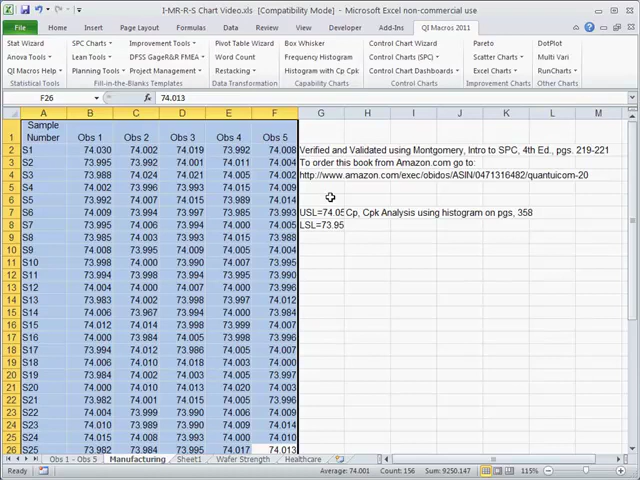 I-MR-R-S Chart Video.xls [Compatibility Mode] - Microsoft Excel non-commercial use
File Home Insert Page Layout Formulas Data Review View Developer Add-Ins QI Macros 2011
Stat Wizard SPC Charts Improvement Tools Pivot Table Wizard Box Whisker Control Chart Wizard Pareto DotPlot
Anova Tools Lean Tools DFSS GageR&R FMEA Word Count Frequency Histogram Control Charts (SPC) Scatter Multi Vari
QI Macros Help Planning Tools Project Management Restacking Histogram with Cp Cpk Control Chart Dashboards Excel Charts Run Chart
Statistical Tools Fill-in-the-Blanks Templates Data Transformation Capability Charts Control Charts Improvement Charts Other Charts
F26 fx 74.013
A B C D E F G H I J K L M
1 Sample Number Obs 1 Obs 2 Obs 3 Obs 4 Obs 5
2 S1 74.030 74.002 74.019 73.992 74.008 Verified and Validated using Montgomery, Intro to SPC, 4th Ed., pgs. 219-221
3 S2 73.995 73.992 74.001 74.011 74.004 To order this book from Amazon.com go to:
4 S3 73.988 74.024 74.021 74.005 74.002 http://www.amazon.com/exec/obidos/ASIN/0471316482/quantuicom-20
5 S4 74.002 73.996 73.993 74.015 74.009
6 S5 73.992 74.007 74.015 73.989 74.014
7 S6 74.009 73.994 73.997 73.985 73.993 USL=74.05 Cp, Cpk Analysis using histogram on pgs, 358
8 S7 73.995 74.006 73.994 74.000 74.005 LSL=73.95
9 S8 73.985 74.003 73.993 74.015 73.988
10 S9 74.008 73.995 74.009 74.005 74.004
11 S10 73.998 74.000 73.990 74.007 73.995
12 S11 73.994 73.998 73.994 73.995 73.990
13 S12 74.004 74.000 74.007 74.000 73.996
14 S13 73.983 74.002 73.998 73.997 74.012
15 S14 74.006 73.967 73.994 74.000 73.984
16 S15 74.012 74.014 73.998 73.999 74.007
17 S16 74.000 73.984 74.005 73.998 73.996
18 S17 73.994 74.012 73.986 74.005 74.007
19 S18 74.006 74.010 74.018 74.003 74.000
20 S19 73.984 74.002 74.003 74.005 73.997
21 S20 74.000 74.010 74.013 74.020 74.003
22 S21 73.982 74.001 74.015 74.005 73.996
23 S22 74.004 73.999 73.990 74.006 74.009
24 S23 74.010 73.989 73.990 74.009 74.014
25 S24 74.015 74.008 73.993 74.000 74.010
26 S25 73.982 73.984 73.995 74.017 74.013
Obs 1 - Obs 5 Manufacturing Sheet1 Wafer Strength Healthcare
Ready Average: 74.001 Count: 156 Sum: 9250.147 115%